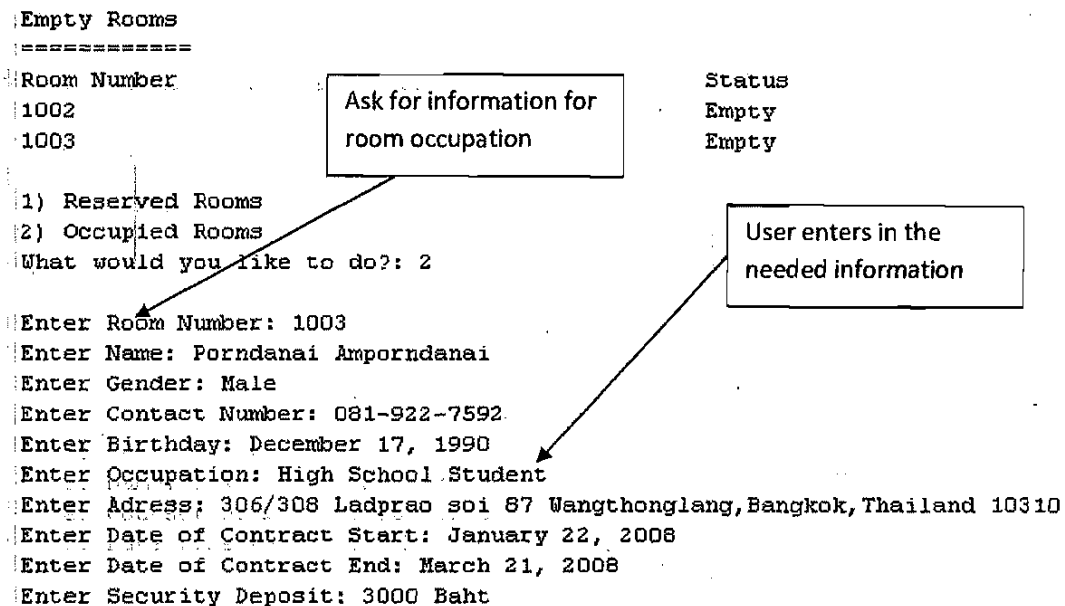 Empty Rooms
============
Room Number Status
1002 Empty
1003 Empty
Ask for information for
room occupation
1) Reserved Rooms
2) Occupied Rooms
What would you like to do?: 2
User enters in the
needed information
Enter Room Number: 1003
Enter Name: Porndanai Amporndanai
Enter Gender: Male
Enter Contact Number: 081-922-7592
Enter Birthday: December 17, 1990
Enter Occupation: High School Student
Enter Adress: 306/308 Ladprao soi 87 Wangthonglang,Bangkok,Thailand 10310
Enter Date of Contract Start: January 22, 2008
Enter Date of Contract End: March 21, 2008
Enter Security Deposit: 3000 Baht